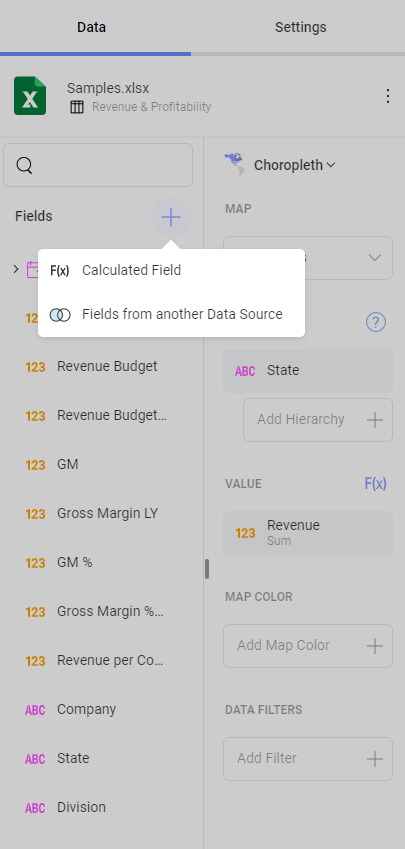 Data
Settings
Samples.xlsx
Revenue & Profitability
Choropleth
Fields
MAP
F(x) Calculated Field
Fields from another Data Source
?
123 Revenue Budget
123 Revenue Budget...
123 GM
123 Gross Margin LY
123 GM %
123 Gross Margin %...
123 Revenue per Co...
ABC Company
ABC State
ABC Division
ABC State
Add Hierarchy
VALUE
F(x)
123 Revenue
Sum
MAP COLOR
Add Map Color
DATA FILTERS
Add Filter